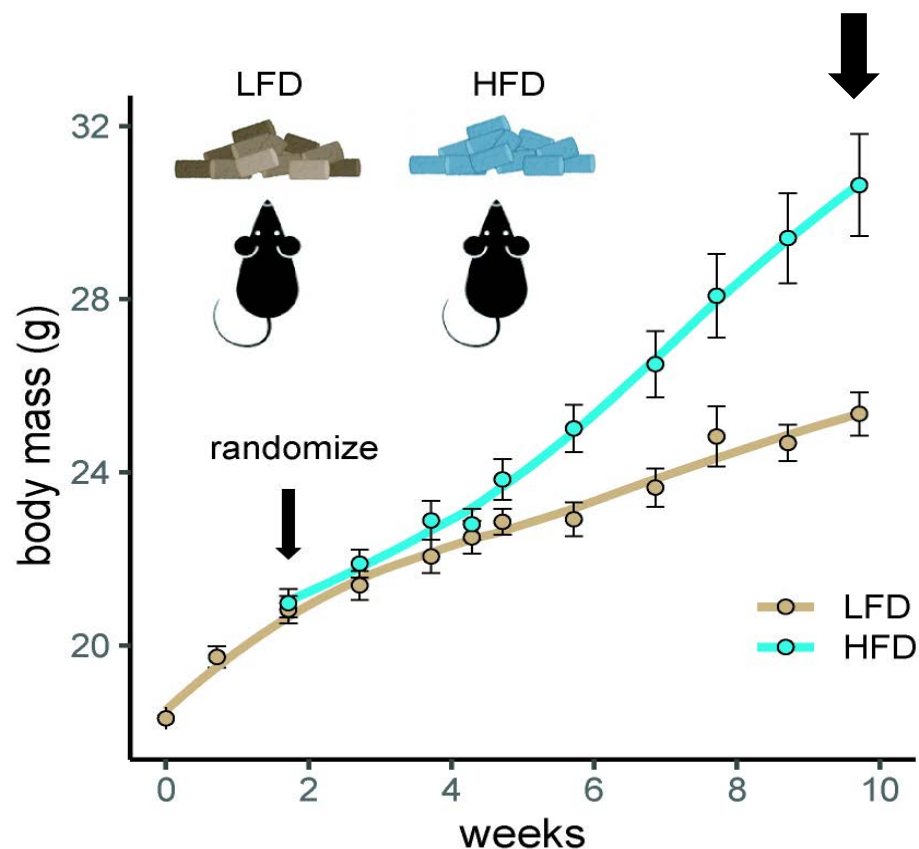 LFD HFD
32
28
24
20
body mass (g)
randomize
LFD
HFD
0 2 4 6 8 10
weeks